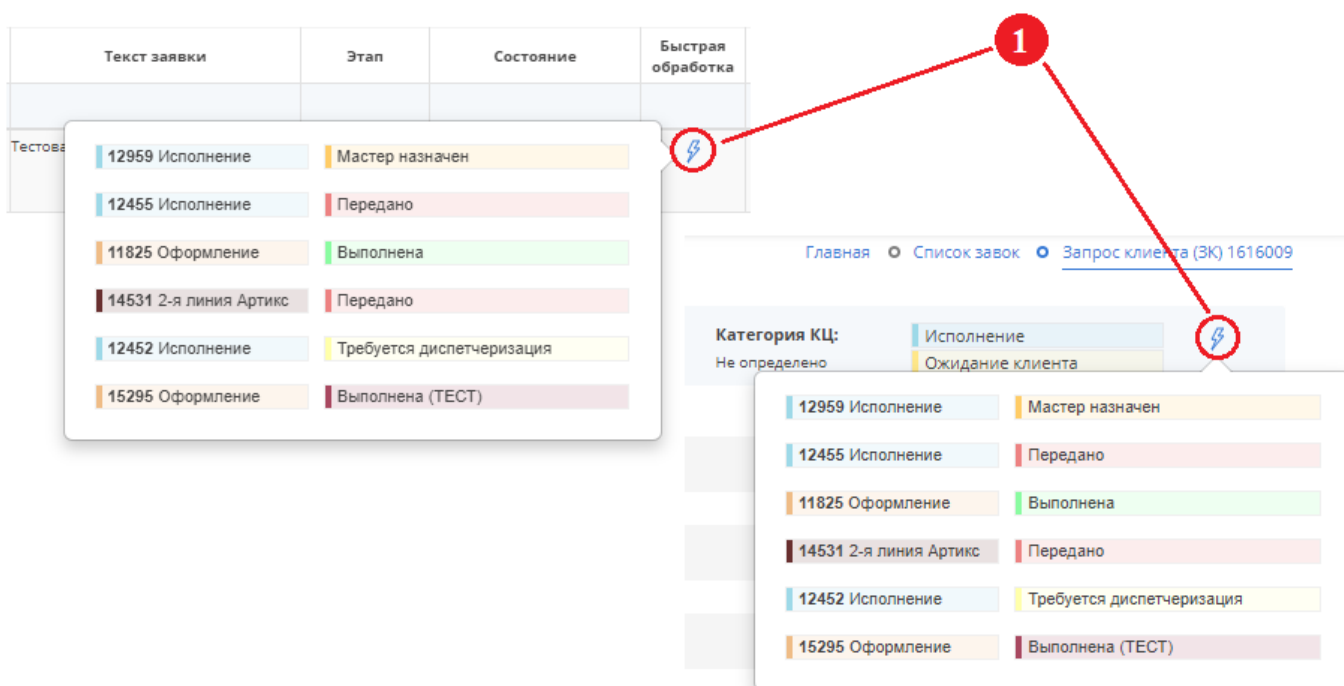 1
Текст заявки Этап Состояние Быстрая обработка
Тестова
12959 Исполнение Мастер назначен
12455 Исполнение Передано
11825 Оформление Выполнена
14531 2-я линия Артикс Передано
12452 Исполнение Требуется диспетчеризация
15295 Оформление Выполнена (ТЕСТ)
Главная Список завок Запрос клиента (ЗК) 1616009
Категория КЦ: Исполнение
Не определено Ожидание клиента
12959 Исполнение Мастер назначен
12455 Исполнение Передано
11825 Оформление Выполнена
14531 2-я линия Артикс Передано
12452 Исполнение Требуется диспетчеризация
15295 Оформление Выполнена (ТЕСТ)